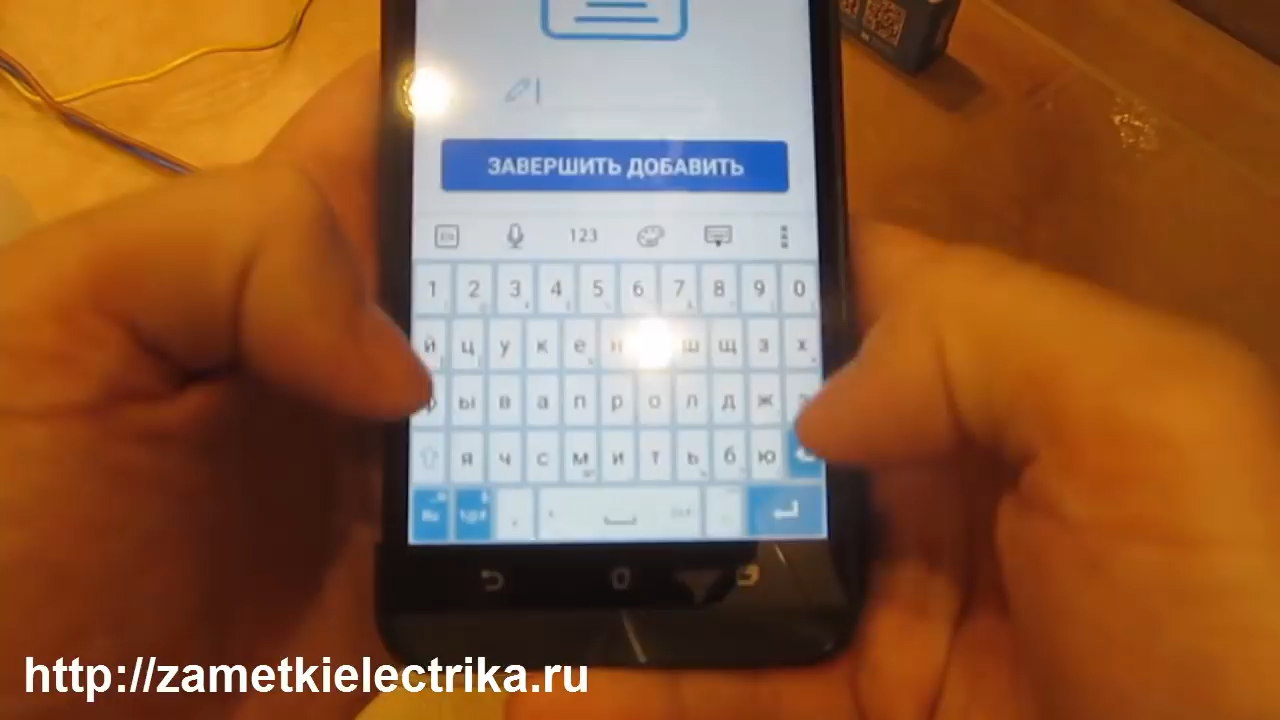 ЗАВЕРШИТЬ ДОБАВИТЬ
123
1 2 3 4 5 6 7 8 9 0
й ц у к е н ш щ з х
ф ы в а п р о л д ж
я ч с м и т ь б ю
http://zametkielectrika.ru